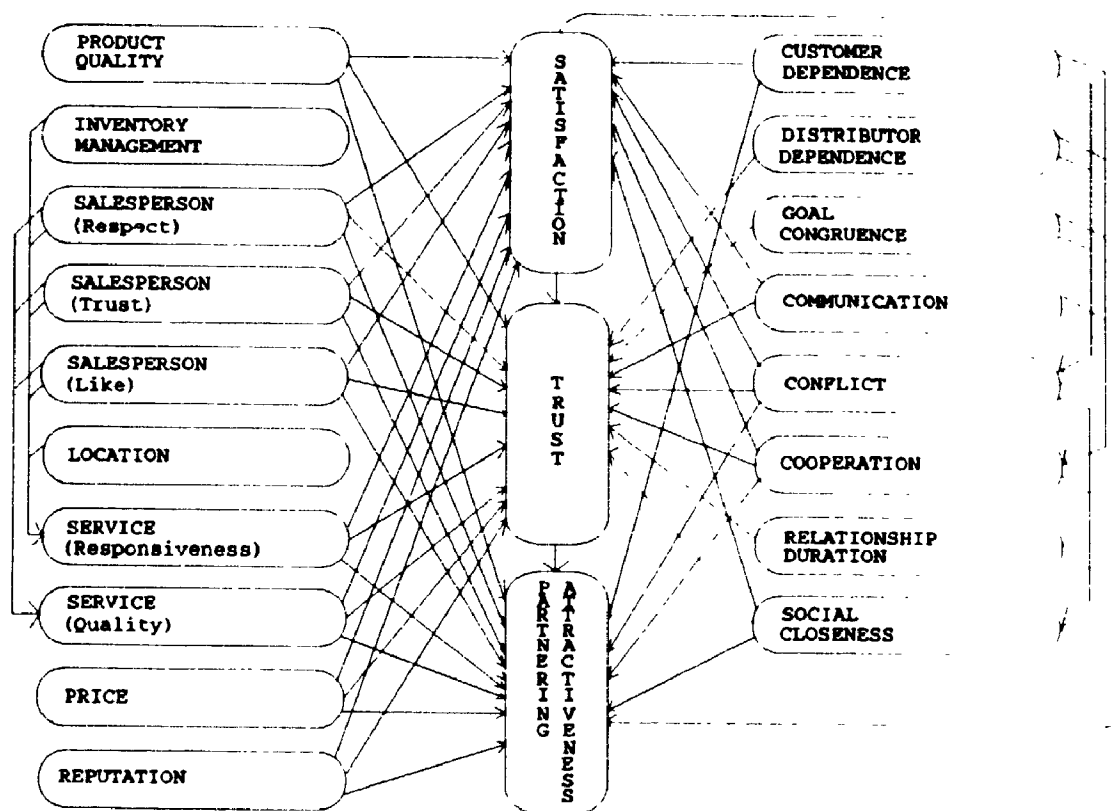 PRODUCT
QUALITY
INVENTORY
MANAGEMENT
SALESPERSON
(Respect)
SALESPERSON
(Trust)
SALESPERSON
(Like)
LOCATION
SERVICE
(Responsiveness)
SERVICE
(Quality)
PRICE
REPUTATION
SATISFACTION
TRUST
PARTNERING
ATTRACTIVENESS
CUSTOMER
DEPENDENCE
DISTRIBUTOR
DEPENDENCE
GOAL
CONGRUENCE
COMMUNICATION
CONFLICT
COOPERATION
RELATIONSHIP
DURATION
SOCIAL
CLOSENESS